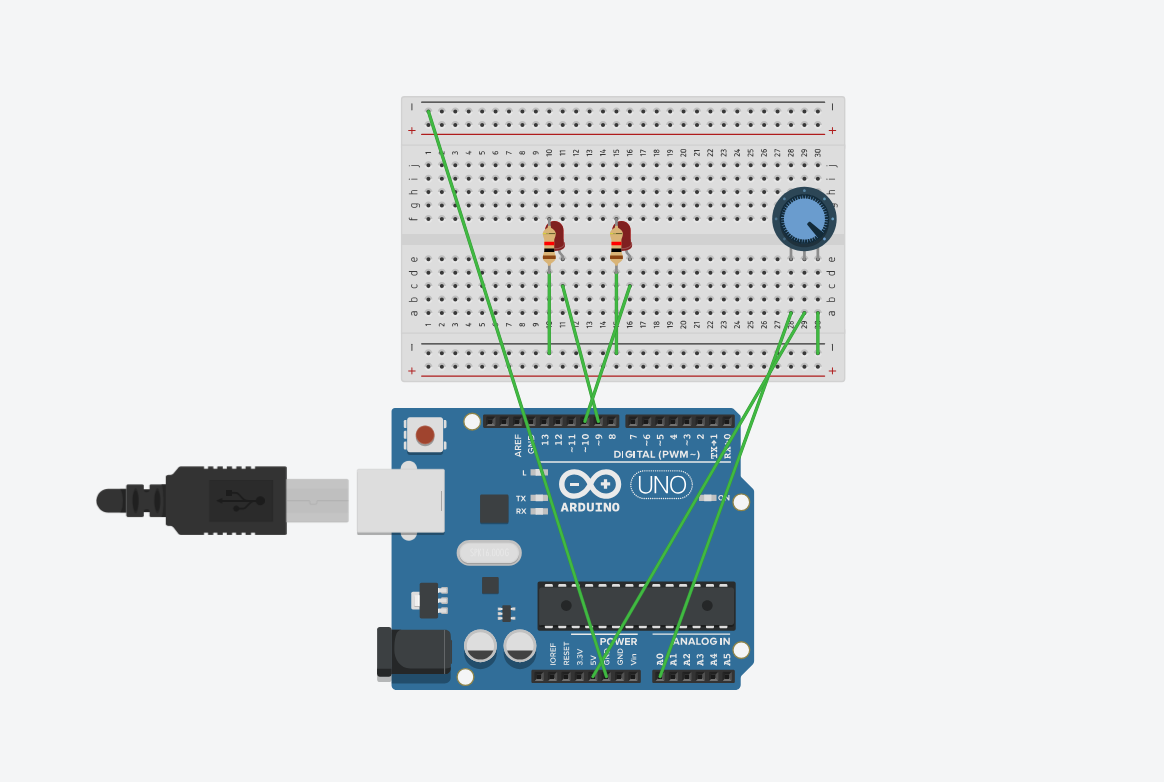 − −
+ +
1 2 3 4 5 6 7 8 9 10 11 12 13 14 15 16 17 18 19 20 21 22 23 24 25 26 27 28 29 30
j j
i i
h h
g g
f
e e
d d
c c
b b
a a
1 2 3 4 5 6 7 8 9 10 11 12 13 14 15 16 17 18 19 20 21 22 23 24 25 26 27 28 29 30
− −
+ +
AREF GND 13 12 ~11 ~10 ~9 8 7 ~6 ~5 4 ~3 2 TX→1 RX←0
DIGITAL (PWM~)
L
TX
RX
UNO
ON
ARDUINO
POWER ANALOG IN
IOREF RESET 3.3V 5V GND GND Vin A0 A1 A2 A3 A4 A5